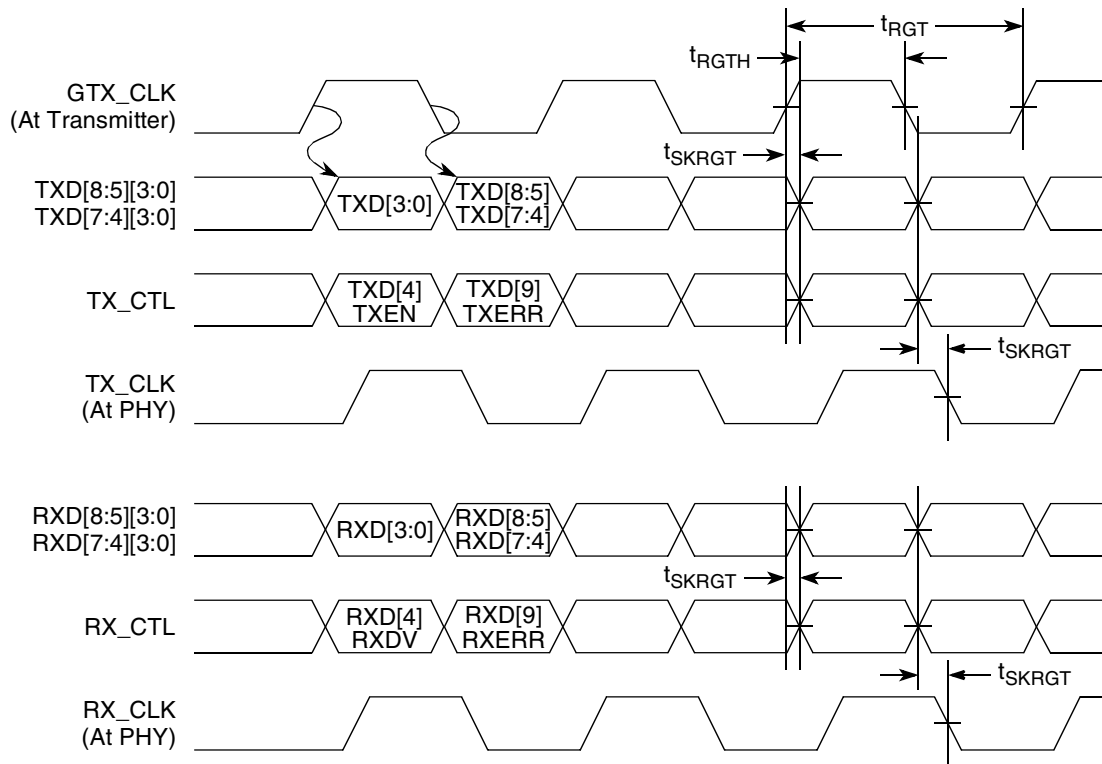 tRGT
tRGTH
GTX_CLK
(At Transmitter)
tSKRGT
TXD[8:5][3:0]
TXD[7:4][3:0]
TXD[3:0]
TXD[8:5]
TXD[7:4]
TX_CTL
TXD[4]
TXEN
TXD[9]
TXERR
tSKRGT
TX_CLK
(At PHY)
RXD[8:5][3:0]
RXD[7:4][3:0]
RXD[3:0]
RXD[8:5]
RXD[7:4]
tSKRGT
RX_CTL
RXD[4]
RXDV
RXD[9]
RXERR
tSKRGT
RX_CLK
(At PHY)